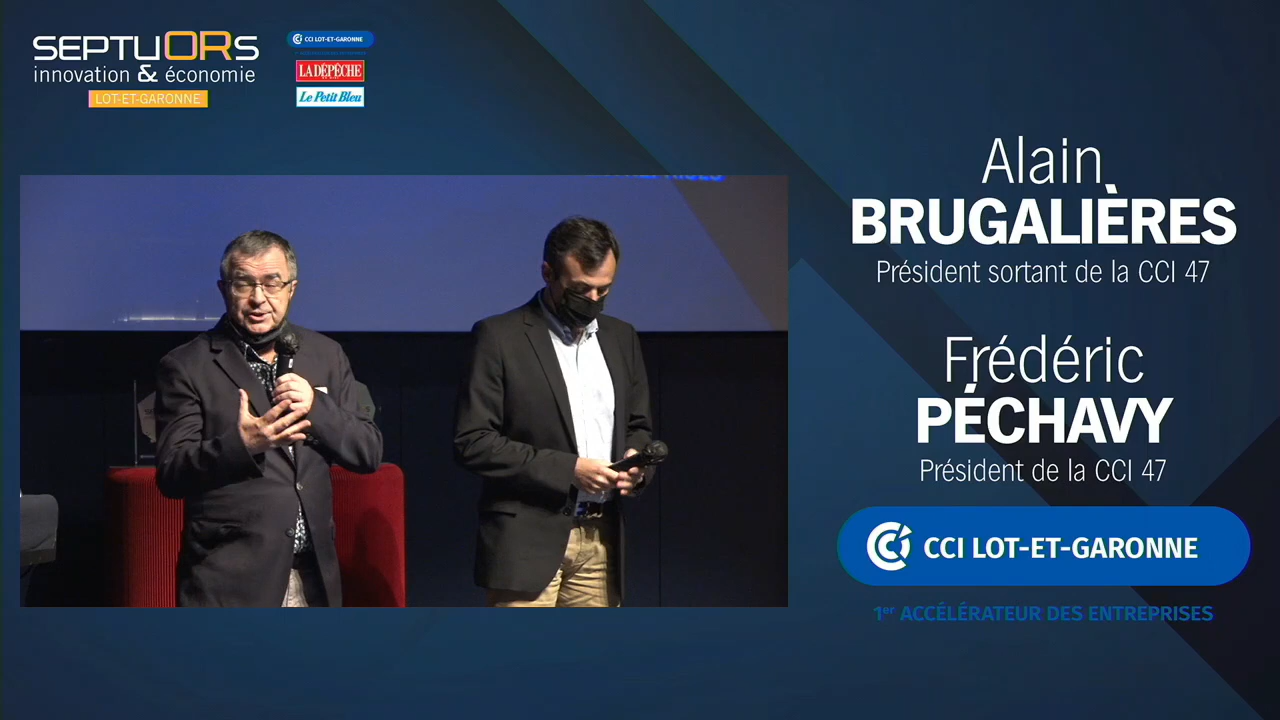 SEPTUORS
innovation & économie
LOT-ET-GARONNE
CCI LOT-ET-GARONNE
LA DÉPÊCHE
Le Petit Bleu
Alain
BRUGALIÈRES
Président sortant de la CCI 47
Frédéric
PÉCHAVY
Président de la CCI 47
CCI LOT-ET-GARONNE
1er ACCÉLÉRATEUR DES ENTREPRISES